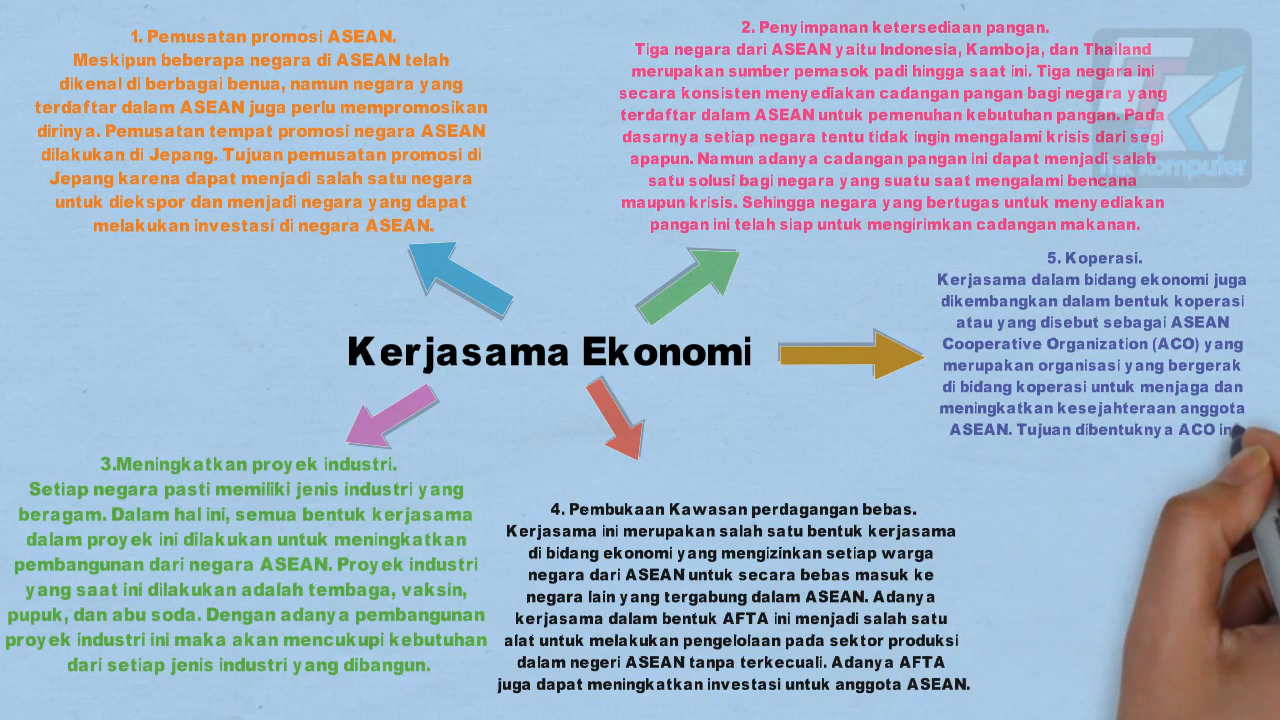 1. Pemusatan promosi ASEAN.
Meskipun beberapa negara di ASEAN telah
dikenal di berbagai benua, namun negara yang
terdaftar dalam ASEAN juga perlu mempromosikan
dirinya. Pemusatan tempat promosi negara ASEAN
dilakukan di Jepang. Tujuan pemusatan promosi di
Jepang karena dapat menjadi salah satu negara
untuk diekspor dan menjadi negara yang dapat
melakukan investasi di negara ASEAN.
2. Penyimpanan ketersediaan pangan.
Tiga negara dari ASEAN yaitu Indonesia, Kamboja, dan Thailand
merupakan sumber pemasok padi hingga saat ini. Tiga negara ini
secara konsisten menyediakan cadangan pangan bagi negara yang
terdaftar dalam ASEAN untuk pemenuhan kebutuhan pangan. Pada
dasarnya setiap negara tentu tidak ingin mengalami krisis dari segi
apapun. Namun adanya cadangan pangan ini dapat menjadi salah
satu solusi bagi negara yang suatu saat mengalami bencana
maupun krisis. Sehingga negara yang bertugas untuk menyediakan
pangan ini telah siap untuk mengirimkan cadangan makanan.
TK
TnK Komputer
5. Koperasi.
Kerjasama dalam bidang ekonomi juga
dikembangkan dalam bentuk koperasi
atau yang disebut sebagai ASEAN
Cooperative Organization (ACO) yang
merupakan organisasi yang bergerak
di bidang koperasi untuk menjaga dan
meningkatkan kesejahteraan anggota
ASEAN. Tujuan dibentuknya ACO in
Kerjasama Ekonomi
3.Meningkatkan proyek industri.
Setiap negara pasti memiliki jenis industri yang
beragam. Dalam hal ini, semua bentuk kerjasama
dalam proyek ini dilakukan untuk meningkatkan
pembangunan dari negara ASEAN. Proyek industri
yang saat ini dilakukan adalah tembaga, vaksin,
pupuk, dan abu soda. Dengan adanya pembangunan
proyek industri ini maka akan mencukupi kebutuhan
dari setiap jenis industri yang dibangun.
4. Pembukaan Kawasan perdagangan bebas.
Kerjasama ini merupakan salah satu bentuk kerjasama
di bidang ekonomi yang mengizinkan setiap warga
negara dari ASEAN untuk secara bebas masuk ke
negara lain yang tergabung dalam ASEAN. Adanya
kerjasama dalam bentuk AFTA ini menjadi salah satu
alat untuk melakukan pengelolaan pada sektor produksi
dalam negeri ASEAN tanpa terkecuali. Adanya AFTA
juga dapat meningkatkan investasi untuk anggota ASEAN.